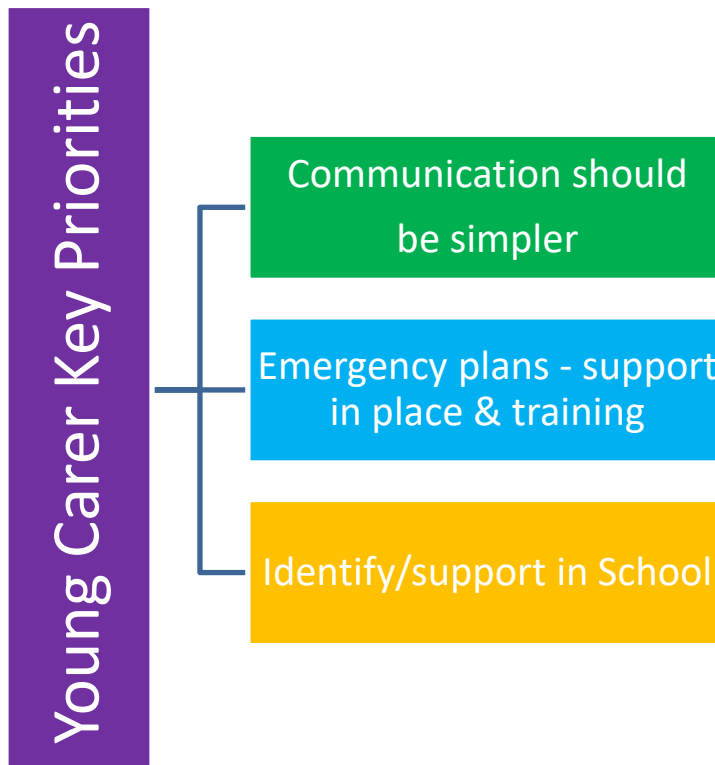 Young Carer Key Priorities
Communication should
be simpler
Emergency plans - support
in place & training
Identify/support in School